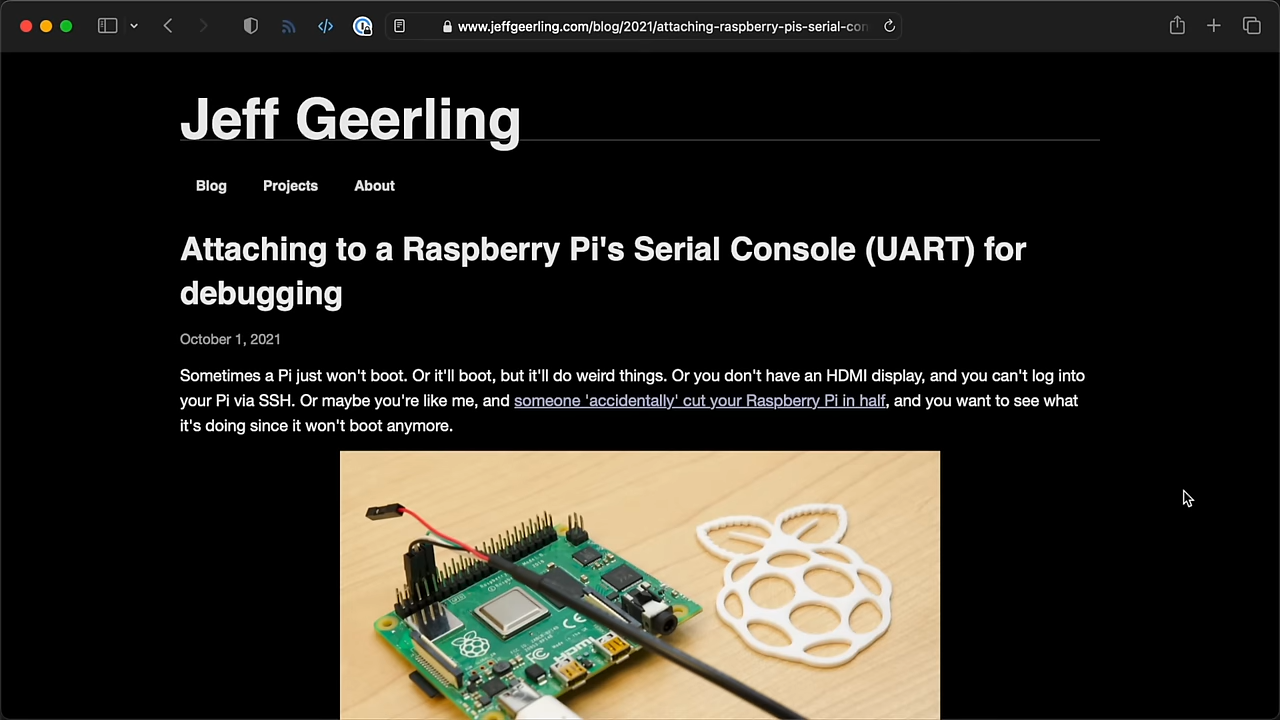 www.jeffgeerling.com/blog/2021/attaching-raspberry-pis-serial-con
Jeff Geerling
Blog Projects About
Attaching to a Raspberry Pi's Serial Console (UART) for
debugging
October 1, 2021
Sometimes a Pi just won't boot. Or it'll boot, but it'll do weird things. Or you don't have an HDMI display, and you can't log into
your Pi via SSH. Or maybe you're like me, and someone 'accidentally' cut your Raspberry Pi in half, and you want to see what
it's doing since it won't boot anymore.
HDMI